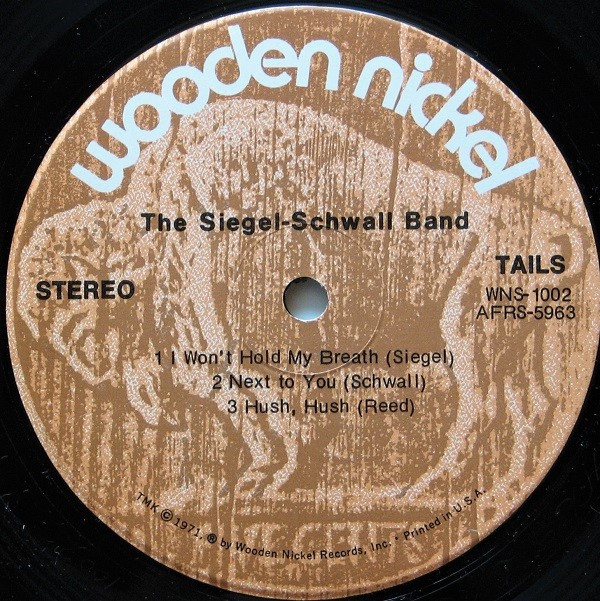 wooden nickel
The Siegel-Schwall Band
STEREO
TAILS
WNS-1002
AFRS-5963
1 I Won't Hold My Breath (Siegel)
2 Next to You (Schwall)
3 Hush, Hush (Reed)
TMK © 1971, ® by Wooden Nickel Records, Inc. • Printed in U.S.A.